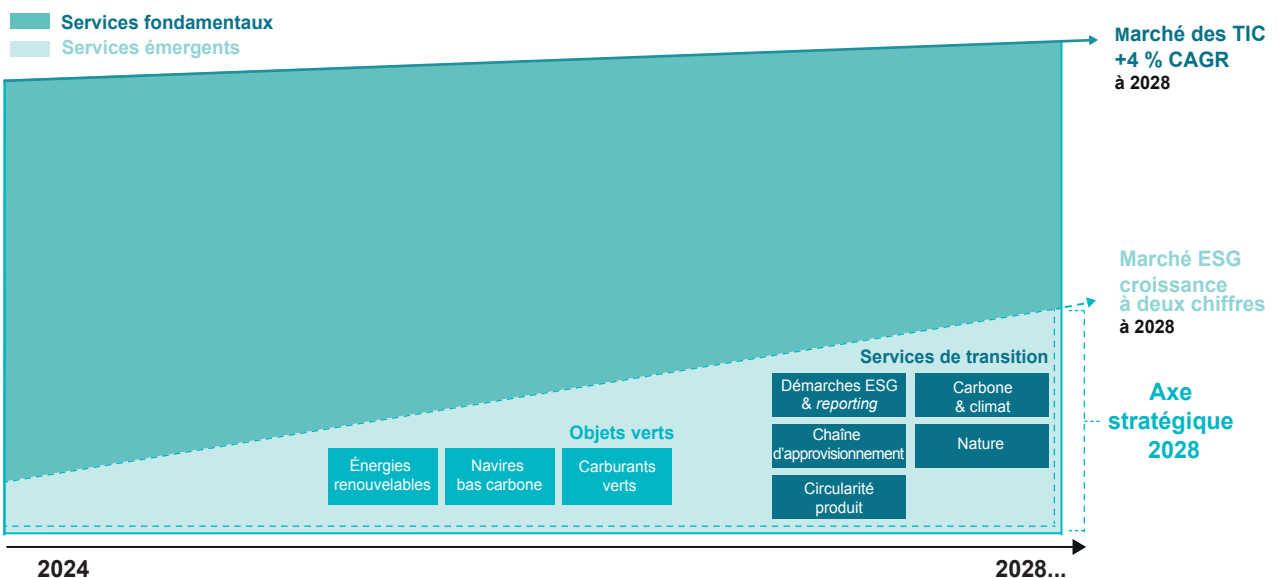 Services fondamentaux
Services émergents
Marché des TIC
+4 % CAGR
à 2028
Marché ESG
croissance
à deux chiffres
à 2028
Services de transition
Démarches ESG
& reporting
Carbone
& climat
Chaîne
d'approvisionnement
Nature
Circularité
produit
Objets verts
Énergies
renouvelables
Navires
bas carbone
Carburants
verts
Axe
stratégique
2028
2024
2028...